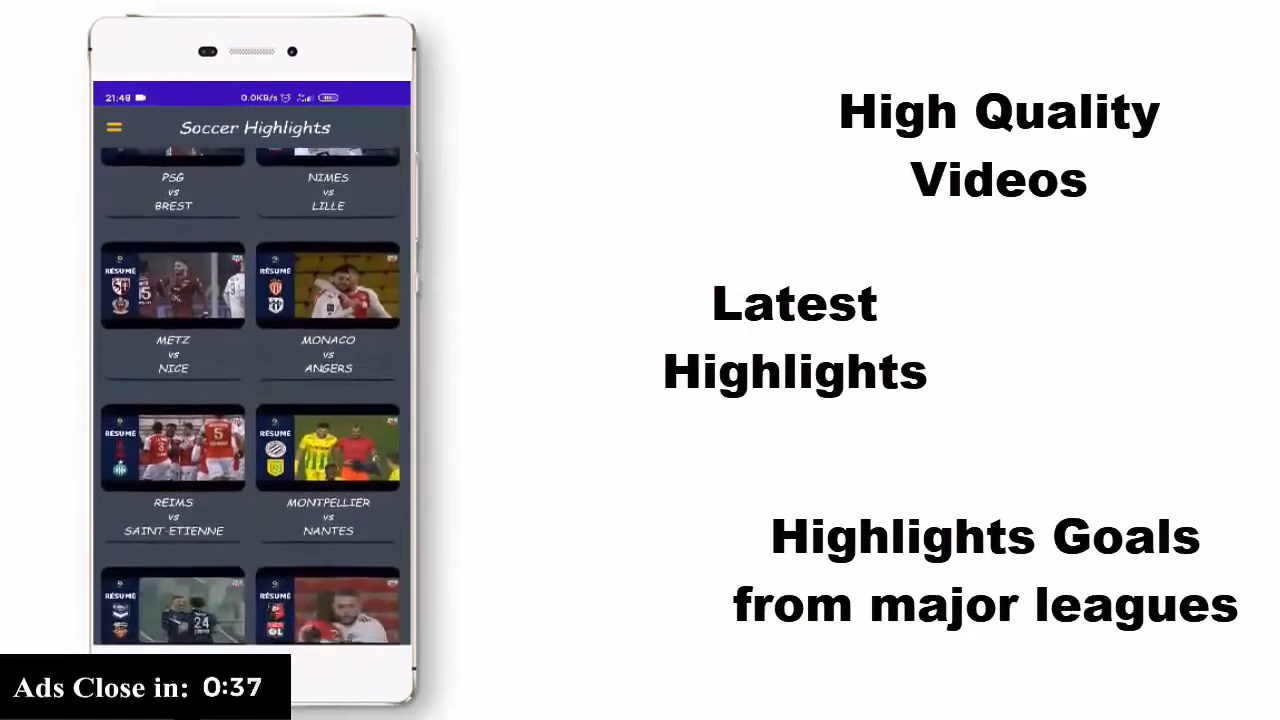 21:48
0.0KB/s
Soccer Highlights
PSG
vs
BREST
NIMES
vs
LILLE
RÉSUMÉ
RÉSUMÉ
METZ
vs
NICE
MONACO
vs
ANGERS
RÉSUMÉ
RÉSUMÉ
REIMS
vs
SAINT-ETIENNE
MONTPELLIER
vs
NANTES
RÉSUMÉ
RÉSUMÉ
High Quality
Videos
Latest
Highlights
Highlights Goals
from major leagues
Ads Close in: 0:37